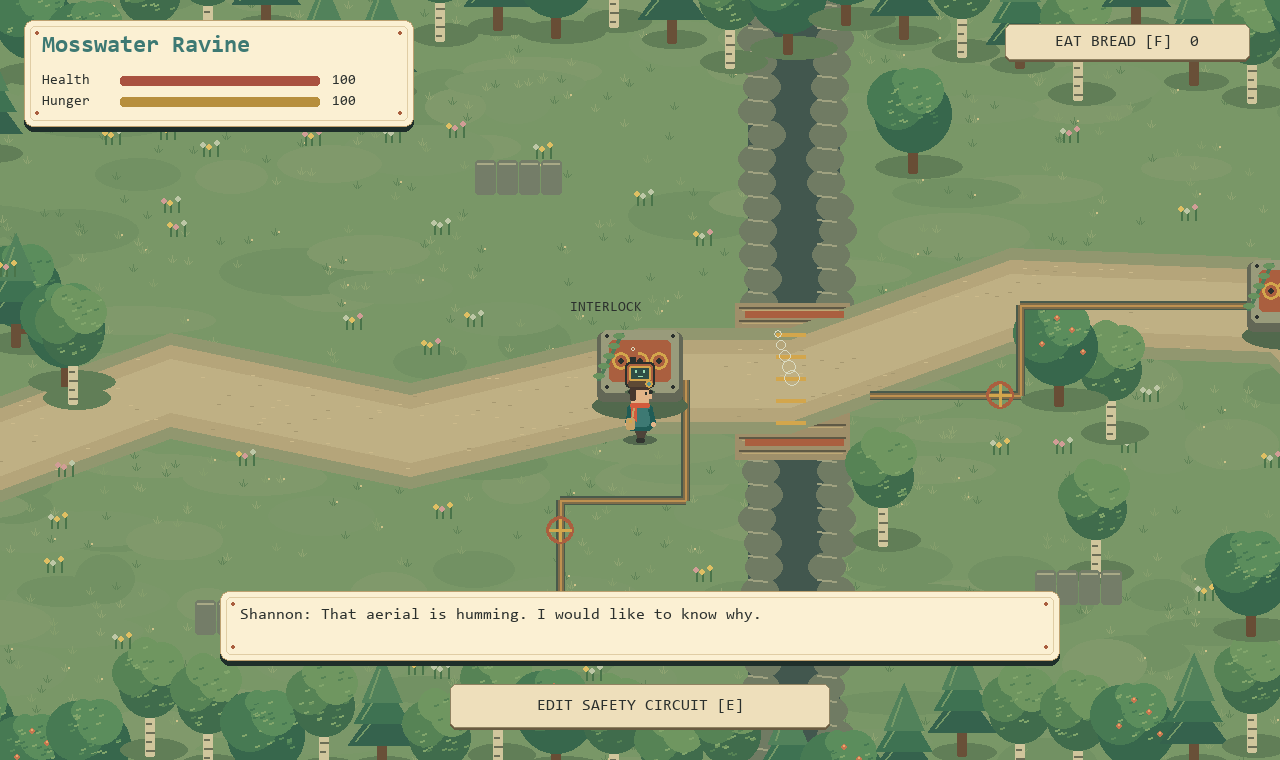 Mosswater Ravine
Health 100
Hunger 100
EAT BREAD [F] 0
INTERLOCK
Shannon: That aerial is humming. I would like to know why.
EDIT SAFETY CIRCUIT [E]